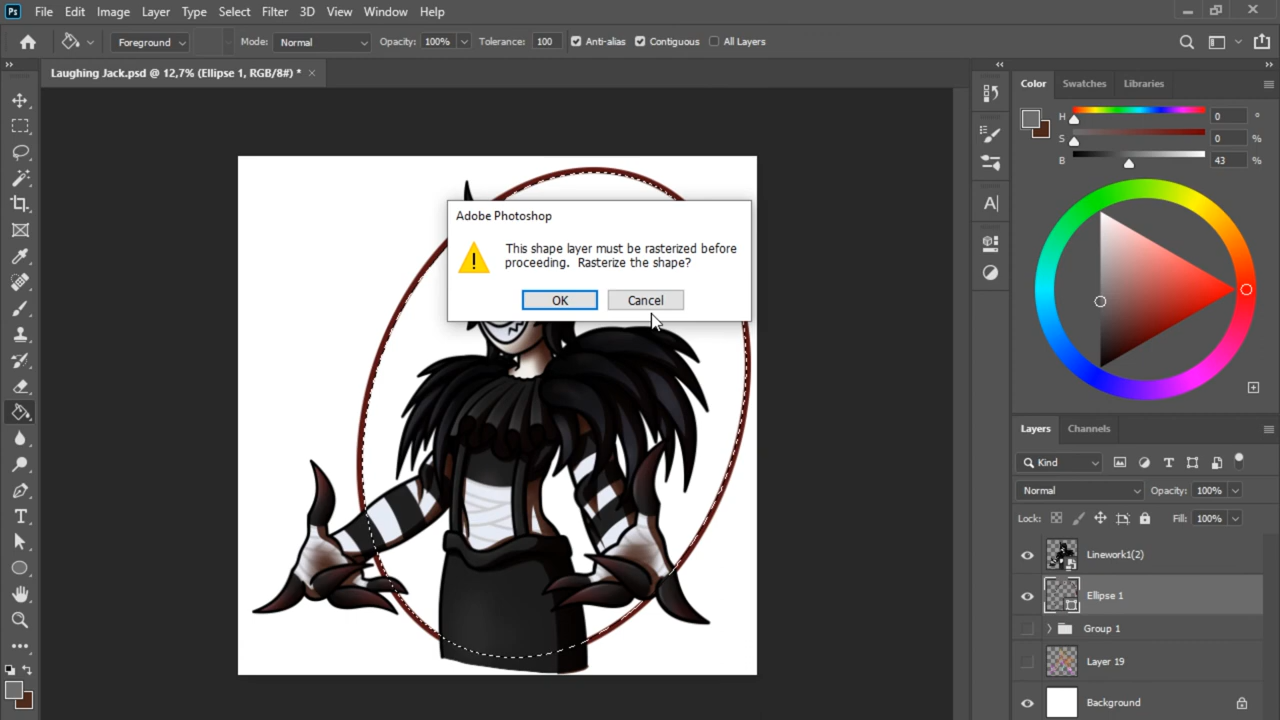 Ps File Edit Image Layer Type Select Filter 3D View Window Help
Foreground Mode: Normal Opacity: 100% Tolerance: 100 Anti-alias Contiguous All Layers
Laughing Jack.psd @ 12,7% (Ellipse 1, RGB/8#) * ×
Adobe Photoshop
This shape layer must be rasterized before
proceeding. Rasterize the shape?
OK Cancel
Color Swatches Libraries
H 0 °
S 0 %
B 43 %
Layers Channels
Kind
Normal Opacity: 100%
Lock: Fill: 100%
Linework1(2)
Ellipse 1
Group 1
Layer 19
Background